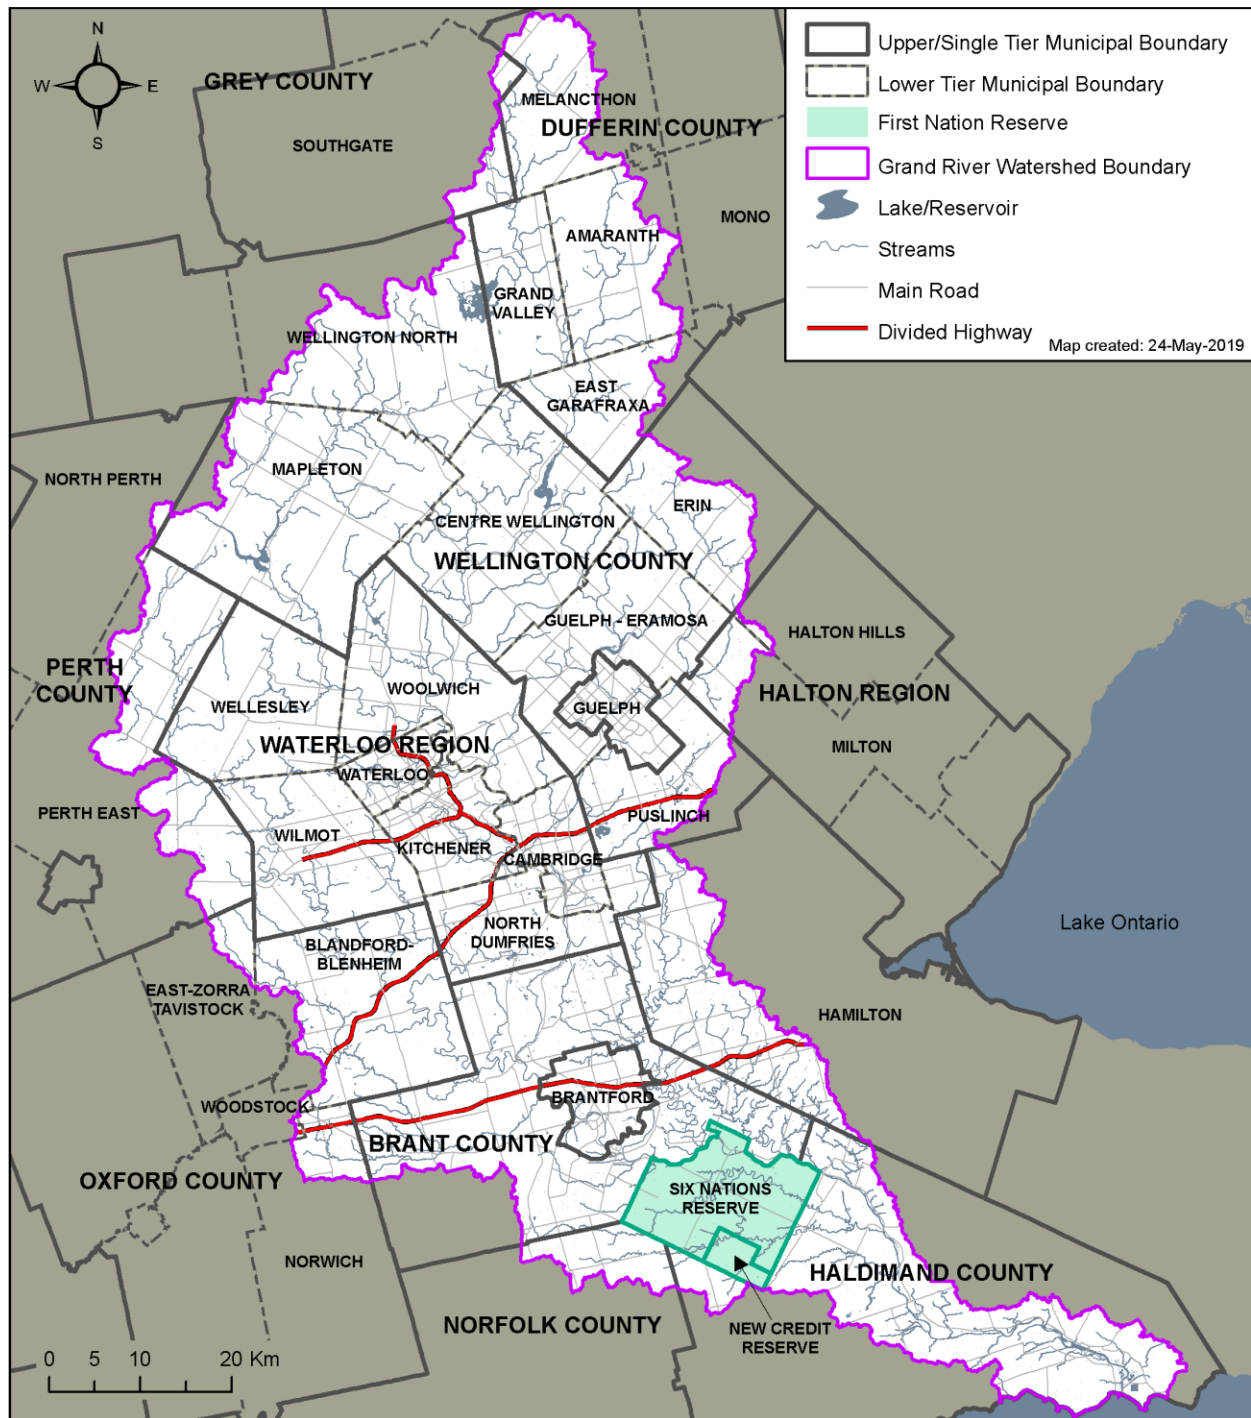 N
W
E
S
Upper/Single Tier Municipal Boundary
Lower Tier Municipal Boundary
First Nation Reserve
Grand River Watershed Boundary
Lake/Reservoir
Streams
Main Road
Divided Highway
Map created: 24-May-2019
GREY COUNTY
MELANCTHON
DUFFERIN COUNTY
SOUTHGATE
MONO
AMARANTH
GRAND
VALLEY
WELLINGTON NORTH
EAST
GARAFRAXA
NORTH PERTH
MAPLETON
ERIN
CENTRE WELLINGTON
WELLINGTON COUNTY
GUELPH - ERAMOSA
HALTON HILLS
PERTH
COUNTY
WOOLWICH
WELLESLEY
GUELPH
HALTON REGION
WATERLOO REGION
MILTON
WATERLOO
PERTH EAST
WILMOT
PUSLINCH
KITCHENER
CAMBRIDGE
NORTH
DUMFRIES
Lake Ontario
BLANDFORD-
BLENHEIM
EAST-ZORRA
TAVISTOCK
HAMILTON
WOODSTOCK
BRANTFORD
BRANT COUNTY
OXFORD COUNTY
SIX NATIONS
RESERVE
NORWICH
HALDIMAND COUNTY
NORFOLK COUNTY
NEW CREDIT
RESERVE
0 5 10 20 Km